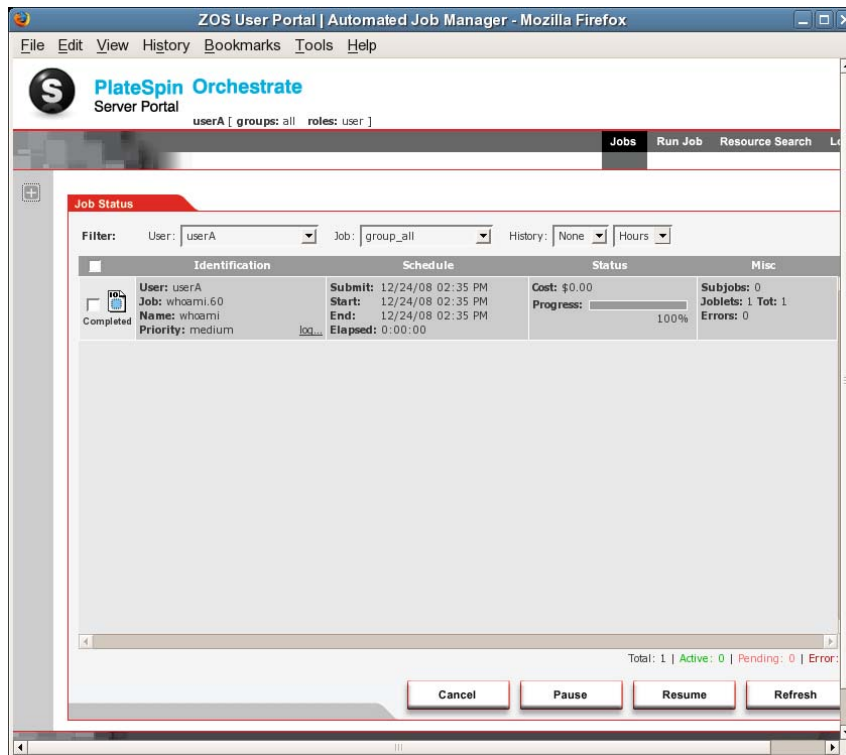 ZOS User Portal | Automated Job Manager - Mozilla Firefox
File Edit View History Bookmarks Tools Help
S PlateSpin Orchestrate
Server Portal
userA [ groups: all roles: user ]
Jobs Run Job Resource Search
Job Status
Filter: User: userA Job: group_all History: None Hours
Identification Schedule Status Misc
User: userA Submit: 12/24/08 02:35 PM Cost: $0.00 Subjobs: 0
Job: whoami.60 Start: 12/24/08 02:35 PM Progress: Joblets: 1 Tot: 1
Completed Name: whoami End: 12/24/08 02:35 PM 100% Errors: 0
Priority: medium log... Elapsed: 0:00:00
Total: 1 | Active: 0 | Pending: 0 | Error:
Cancel Pause Resume Refresh